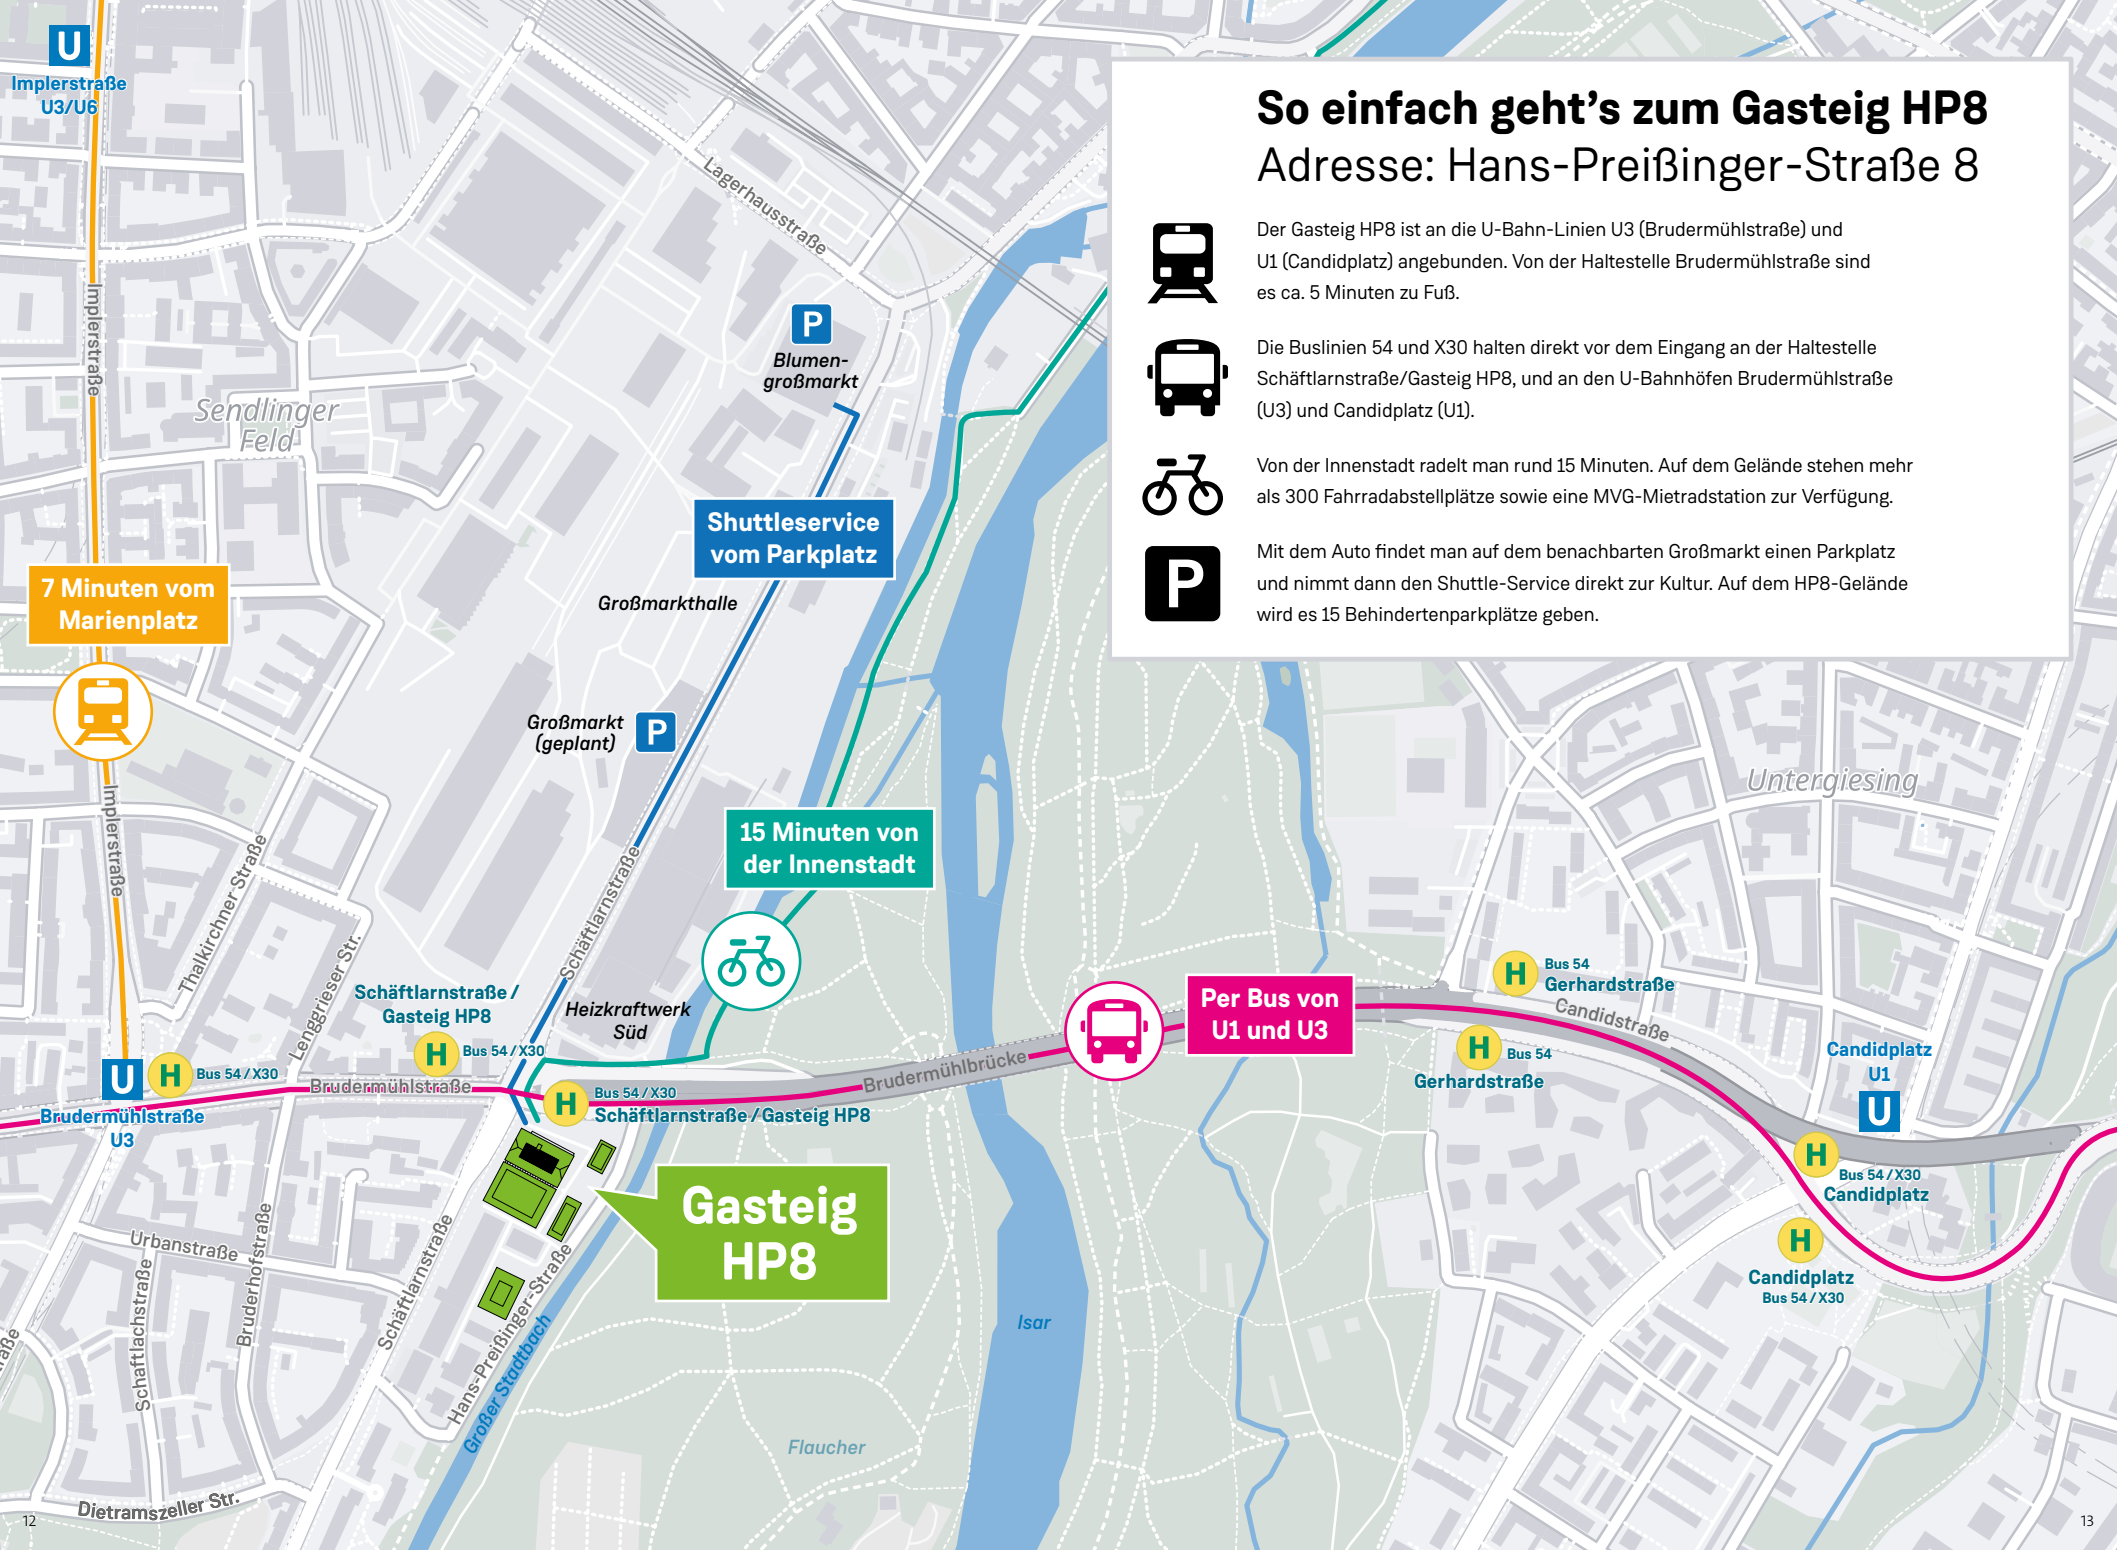 U
Implerstraße
U3/U6
So einfach geht’s zum Gasteig HP8
Adresse: Hans-Preißinger-Straße 8
Der Gasteig HP8 ist an die U-Bahn-Linien U3 (Brudermühlstraße) und
U1 (Candidplatz) angebunden. Von der Haltestelle Brudermühlstraße sind
es ca. 5 Minuten zu Fuß.
Die Buslinien 54 und X30 halten direkt vor dem Eingang an der Haltestelle
Schäftlarnstraße/Gasteig HP8, und an den U-Bahnhöfen Brudermühlstraße
(U3) und Candidplatz (U1).
Von der Innenstadt radelt man rund 15 Minuten. Auf dem Gelände stehen mehr
als 300 Fahrradabstellplätze sowie eine MVG-Mietradstation zur Verfügung.
P
Mit dem Auto findet man auf dem benachbarten Großmarkt einen Parkplatz
und nimmt dann den Shuttle-Service direkt zur Kultur. Auf dem HP8-Gelände
wird es 15 Behindertenparkplätze geben.
Lagerhausstraße
Implerstraße
P
Blumen-
großmarkt
Sendlinger
Feld
Shuttleservice
vom Parkplatz
7 Minuten vom
Marienplatz
Großmarkthalle
Großmarkt
(geplant)
P
Untergiesing
Implerstraße
15 Minuten von
der Innenstadt
Thalkirchner Straße
Schäftlarnstraße
Lenggrieser Str.
Schäftlarnstraße /
Gasteig HP8
H
Bus 54 / X30
Heizkraftwerk
Süd
Per Bus von
U1 und U3
H
Bus 54
Gerhardstraße
Candidstraße
H
Bus 54
Gerhardstraße
Candidplatz
U1
U
U
H
Bus 54 / X30
Brudermühlstraße
U3
Brudermühlstraße
Brudermühlbrücke
H
Bus 54 / X30
Schäftlarnstraße / Gasteig HP8
H
Bus 54 / X30
Candidplatz
H
Candidplatz
Bus 54 / X30
Gasteig
HP8
Urbanstraße
Schäftlachstraße
Bruderhofstraße
Schäftlarnstraße
Hans-Preißinger-Straße
Großer Stadtbach
Isar
Flaucher
aße
Dietramszeller Str.
12
13